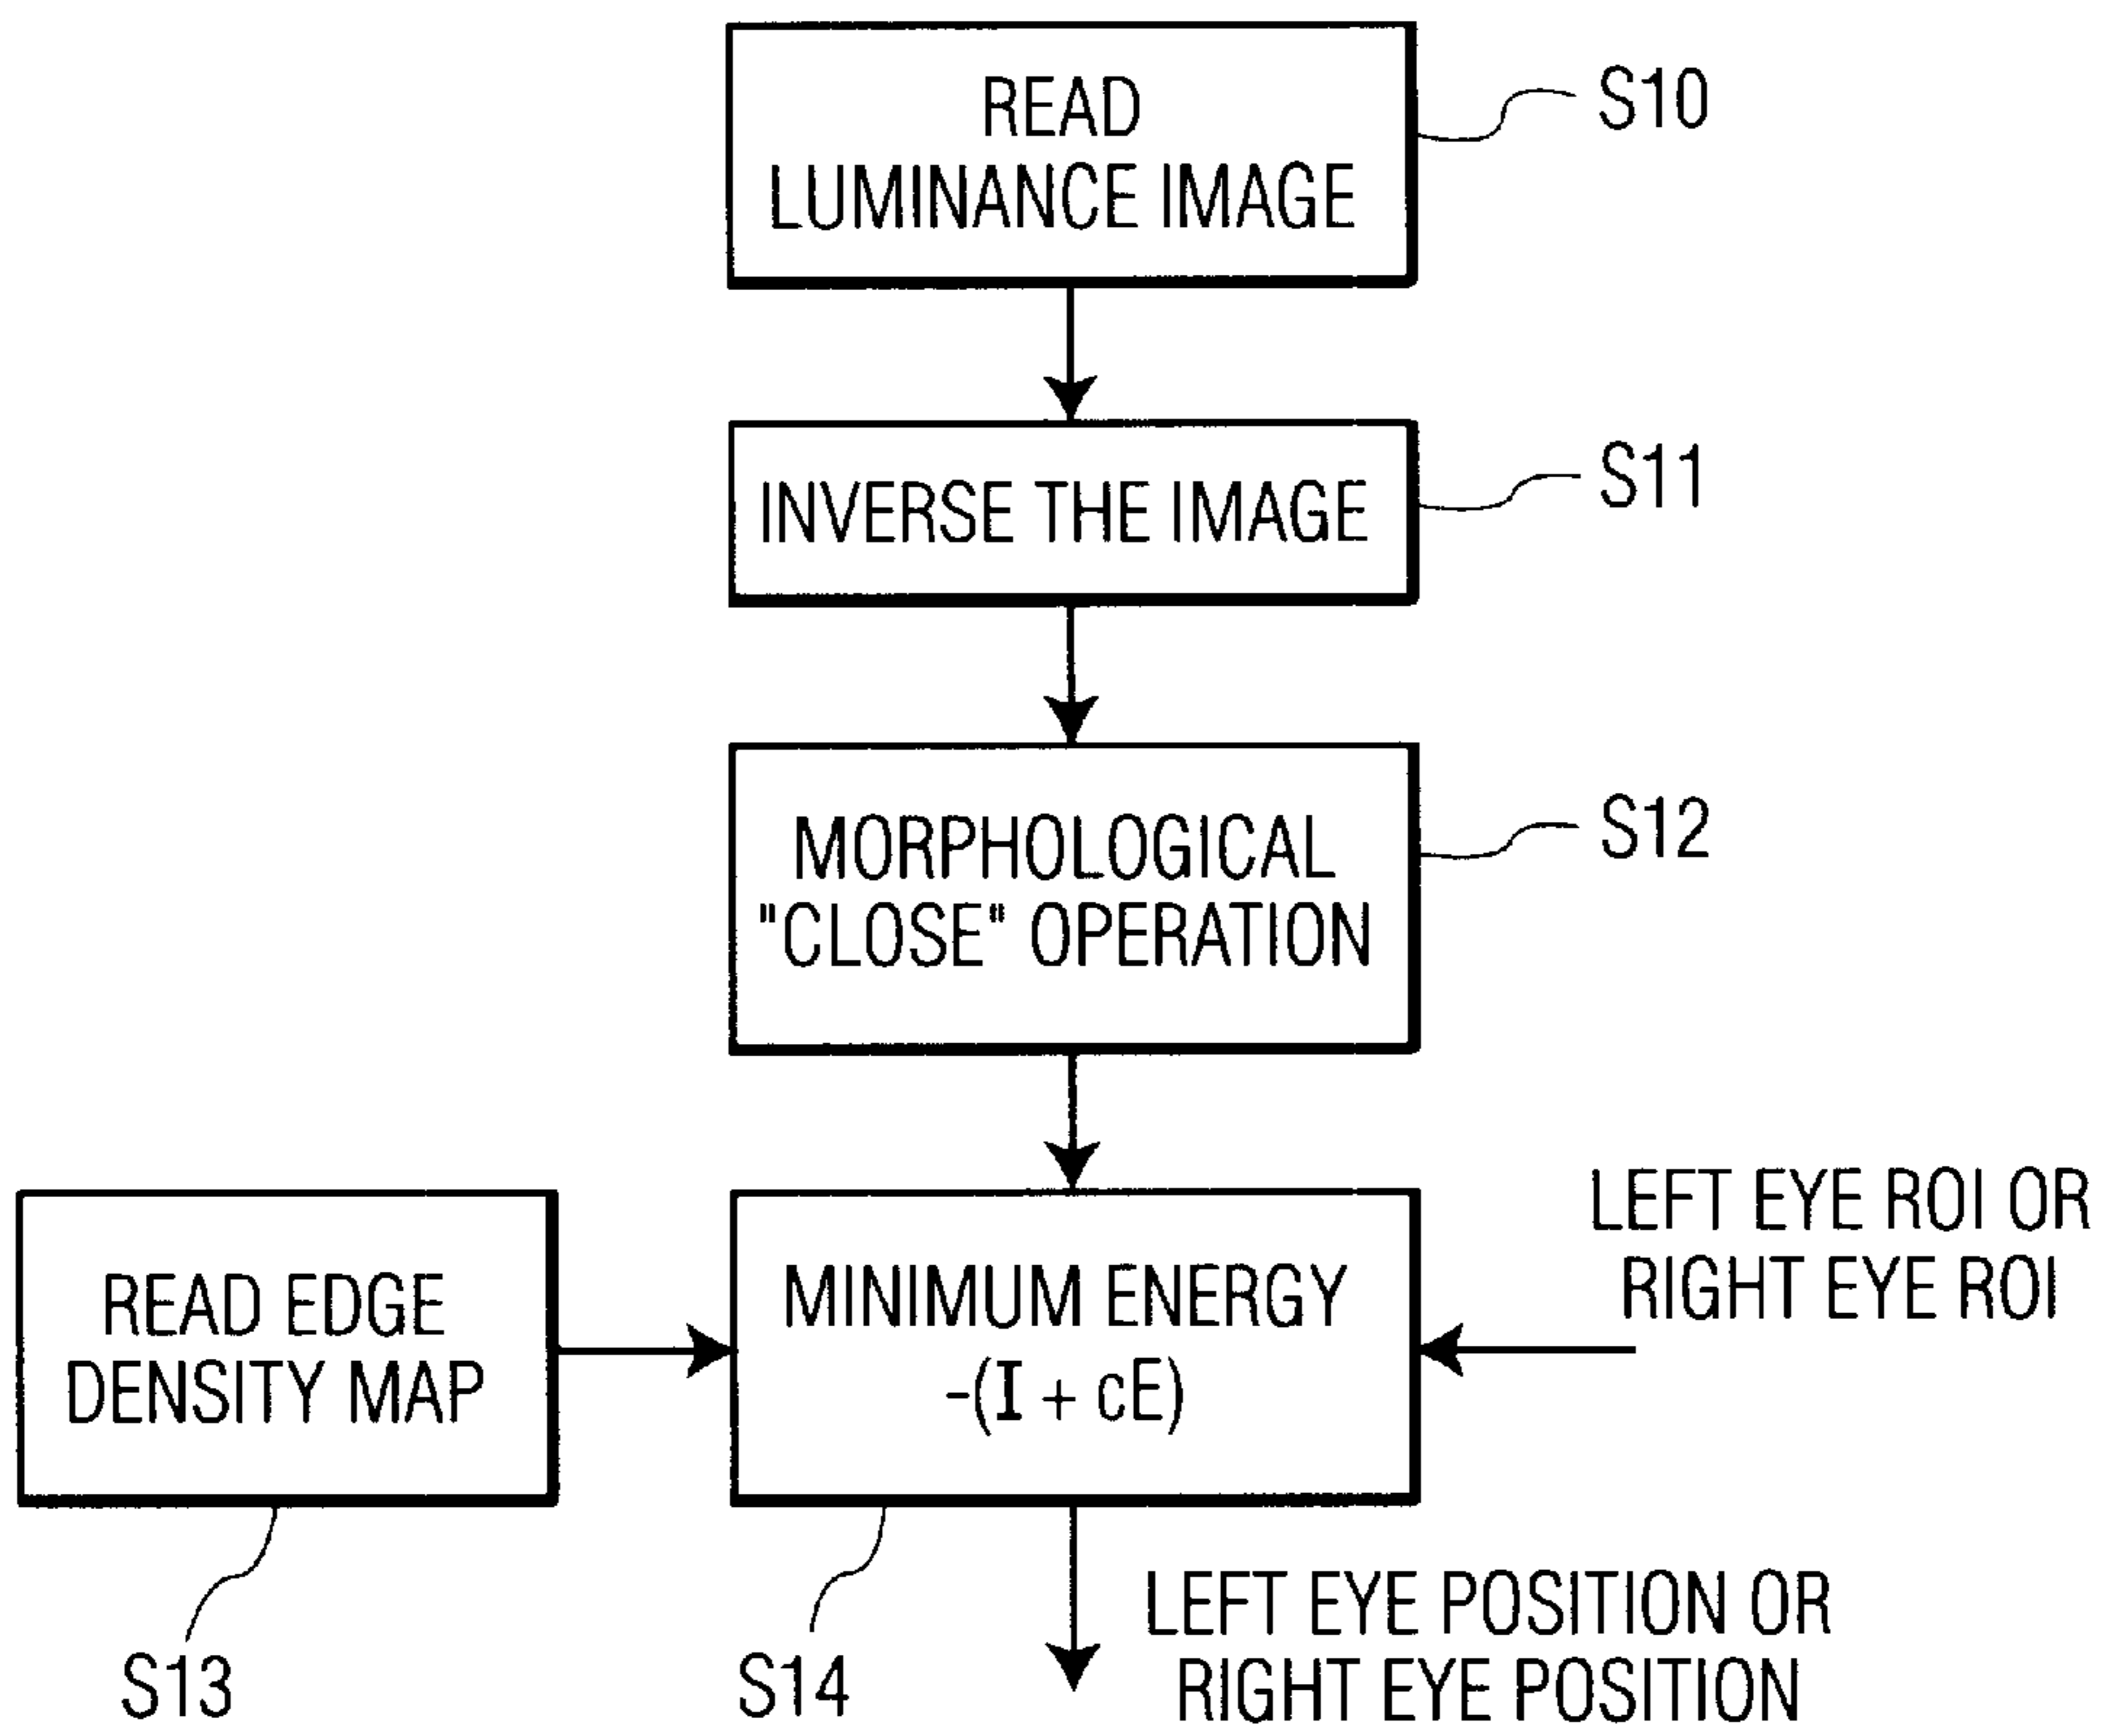 READ
LUMINANCE IMAGE
S10
INVERSE THE IMAGE
S11
MORPHOLOGICAL
"CLOSE" OPERATION
S12
READ EDGE
DENSITY MAP
S13
MINIMUM ENERGY
-(I + cE)
S14
LEFT EYE ROI OR
RIGHT EYE ROI
LEFT EYE POSITION OR
RIGHT EYE POSITION